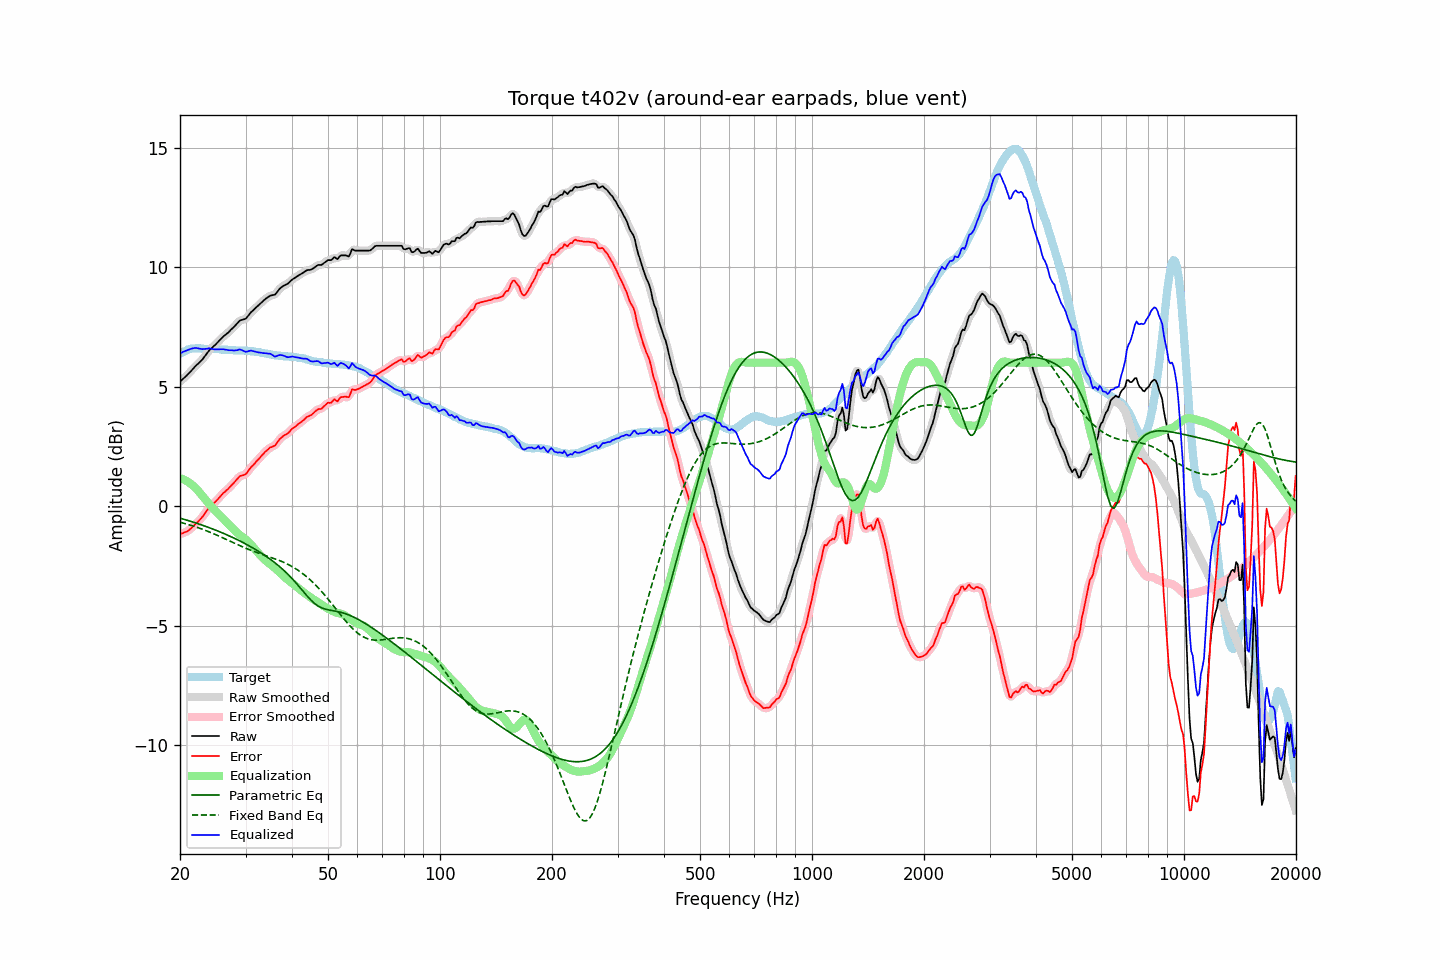 Torque t402v (around-ear earpads, blue vent)
Amplitude (dBr)
15
10
5
0
−5
−10
Target
Raw Smoothed
Error Smoothed
Raw
Error
Equalization
Parametric Eq
Fixed Band Eq
Equalized
20 50 100 200 500 1000 2000 5000 10000 20000
Frequency (Hz)